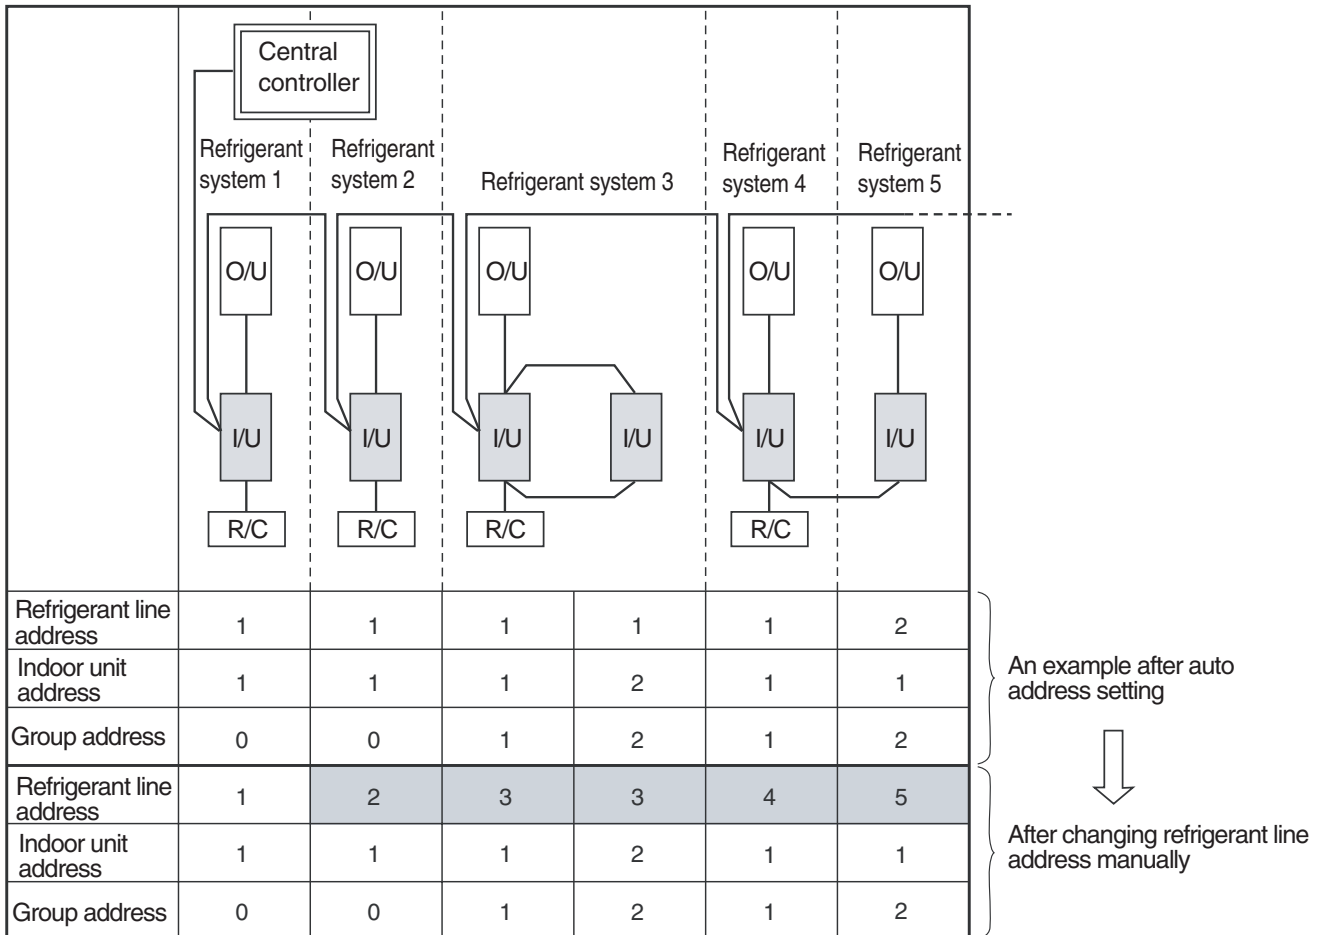 Central
controller
Refrigerant
system 1
Refrigerant
system 2
Refrigerant system 3
Refrigerant
system 4
Refrigerant
system 5
O/U
O/U
O/U
O/U
O/U
I/U
I/U
I/U
I/U
I/U
I/U
R/C
R/C
R/C
R/C
Refrigerant line
address
1 1 1 1 1 2
Indoor unit
address
1 1 1 2 1 1
Group address 0 0 1 2 1 2
An example after auto
address setting
Refrigerant line
address
1 2 3 3 4 5
Indoor unit
address
1 1 1 2 1 1
Group address 0 0 1 2 1 2
After changing refrigerant line
address manually